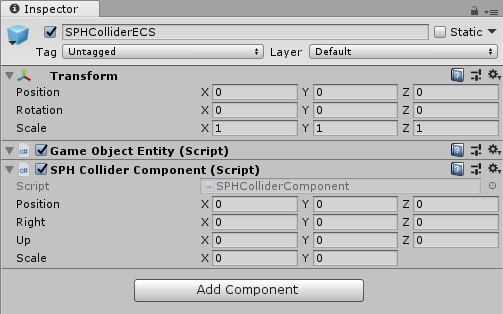 Inspector
SPHColliderECS Static
Tag Untagged Layer Default
Transform
Position X 0 Y 0 Z 0
Rotation X 0 Y 0 Z 0
Scale X 1 Y 1 Z 1
Game Object Entity (Script)
SPH Collider Component (Script)
Script SPHColliderComponent
Position X 0 Y 0 Z 0
Right X 0 Y 0 Z 0
Up X 0 Y 0 Z 0
Scale X 0 Y 0
Add Component